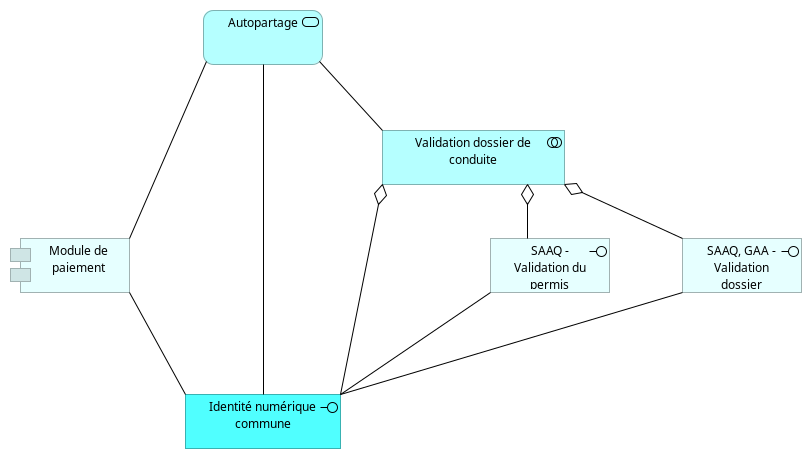 Autopartage
Validation dossier de
conduite
Module de
paiement
SAAQ -
Validation du
permis
SAAQ, GAA -
Validation
dossier
Identité numérique
commune